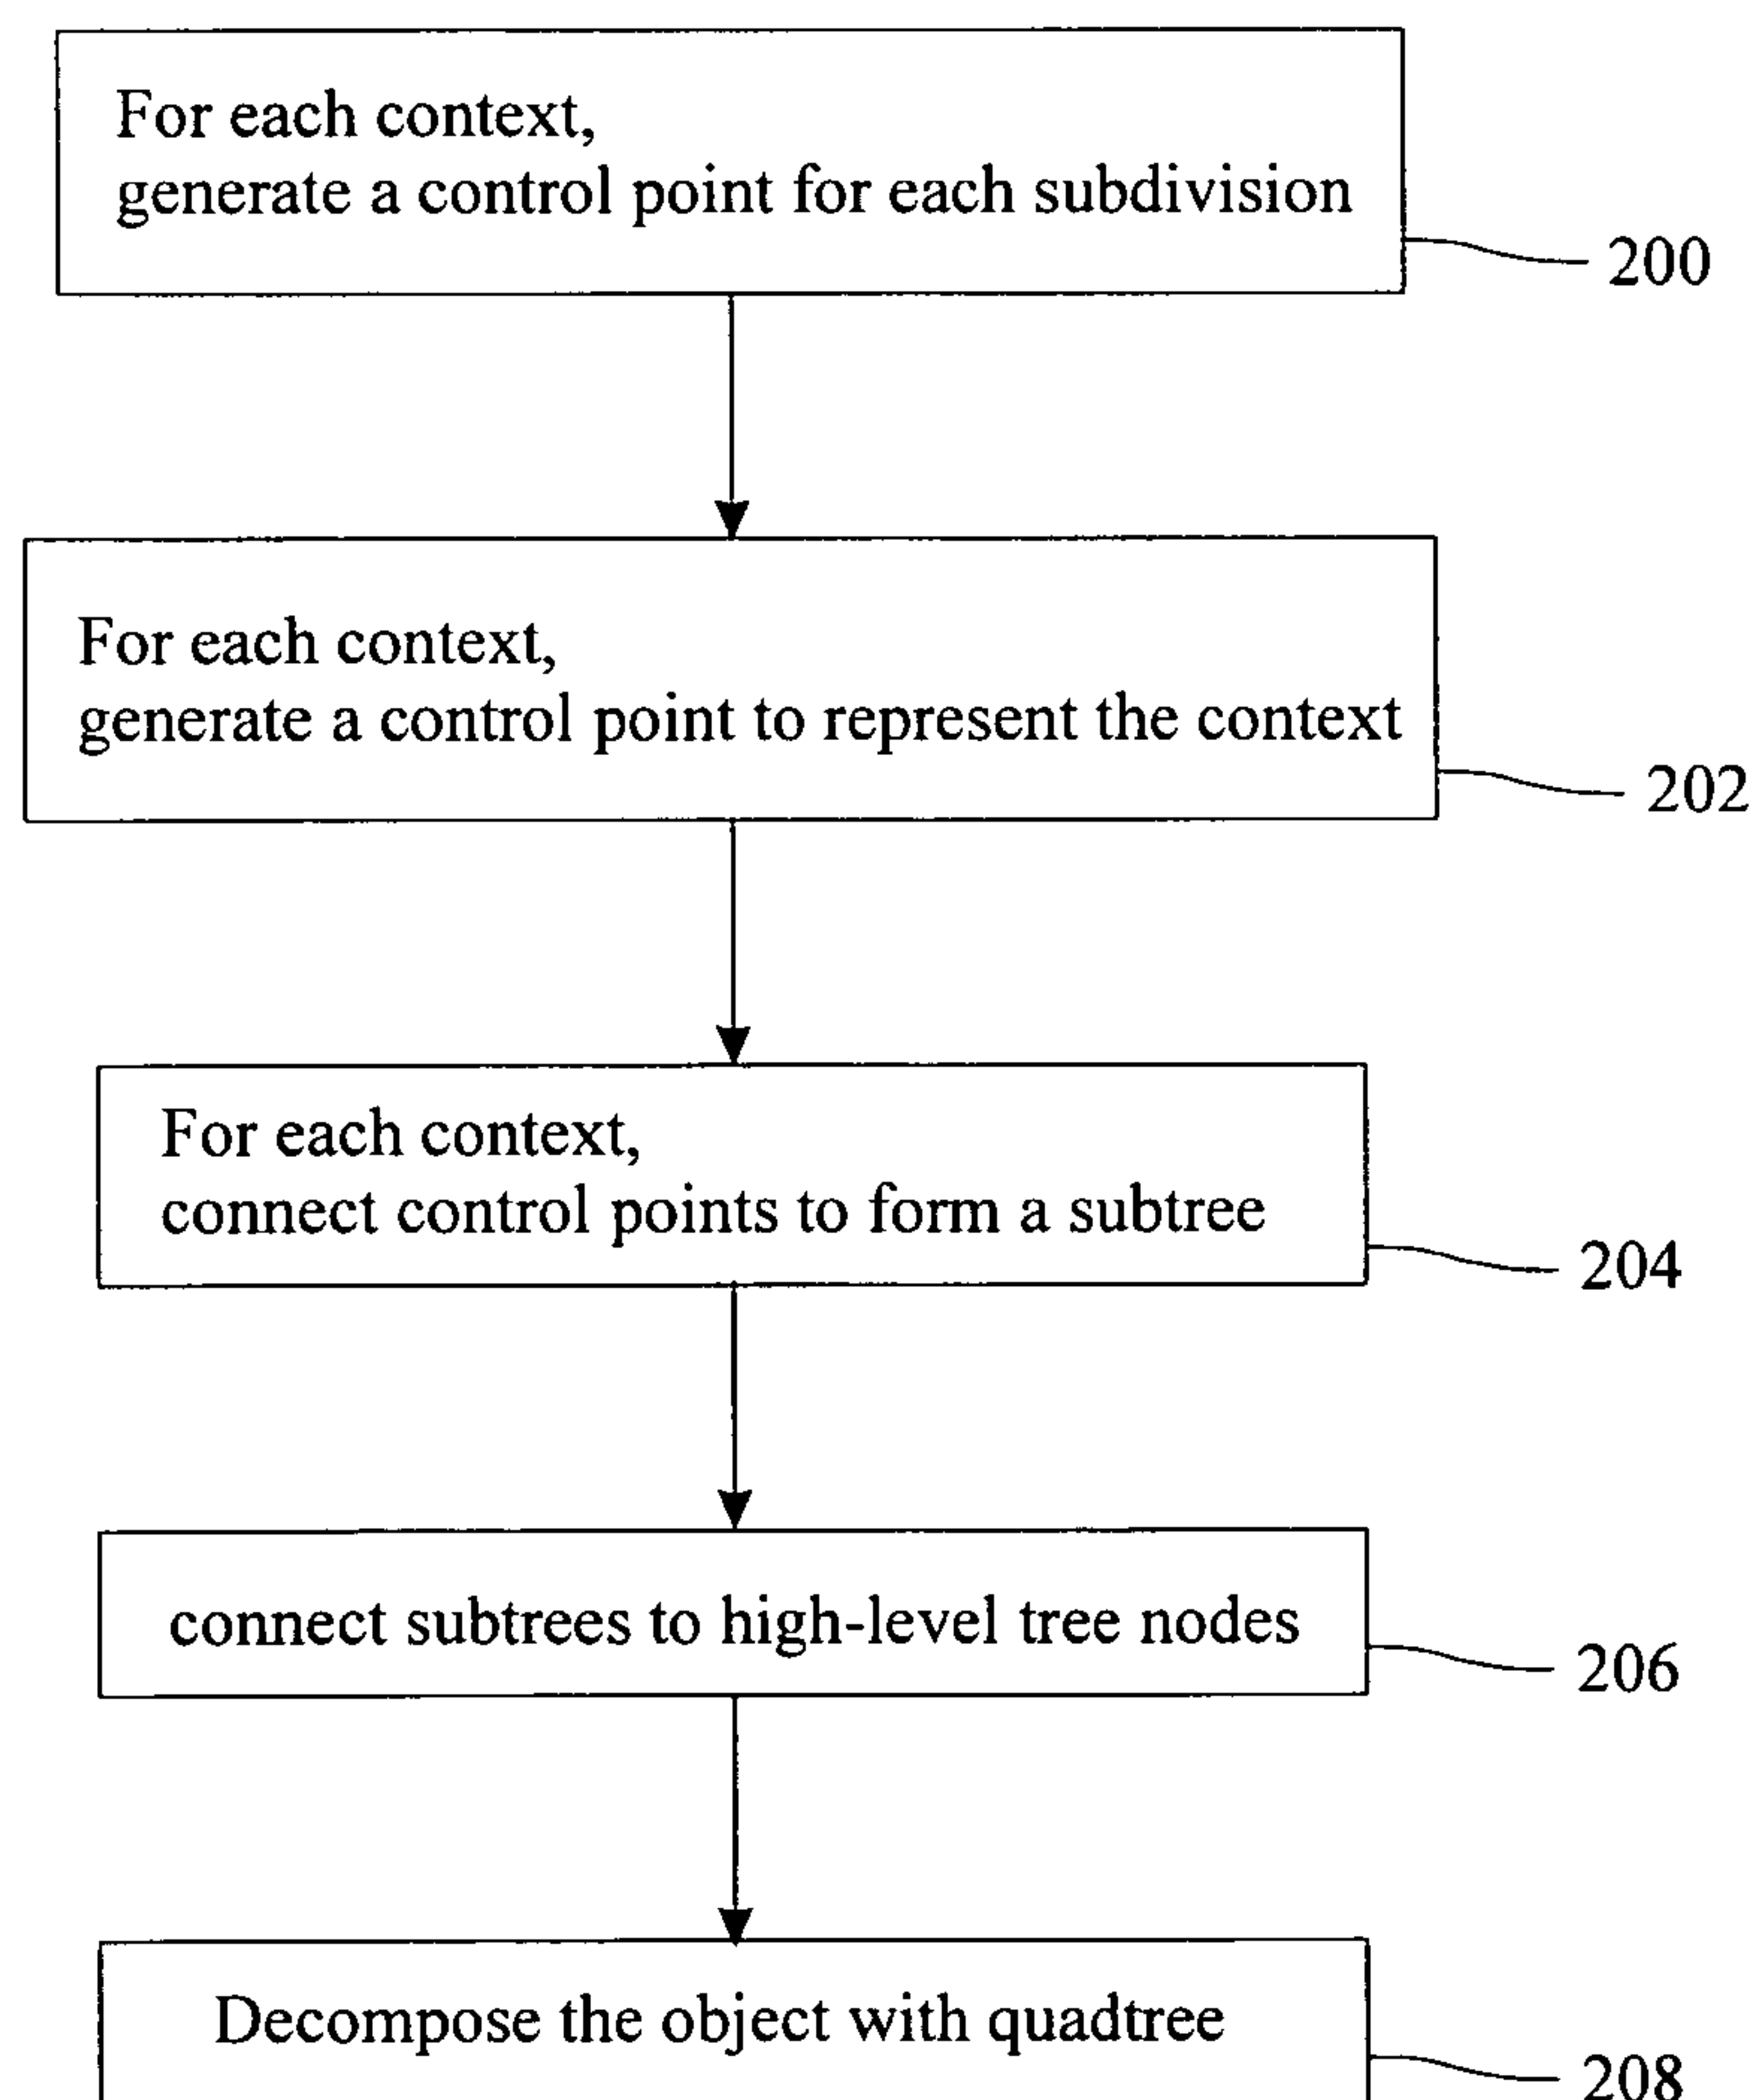 For each context,
generate a control point for each subdivision
200
For each context,
generate a control point to represent the context
202
For each context,
connect control points to form a subtree
204
connect subtrees to high-level tree nodes
206
Decompose the object with quadtree
208